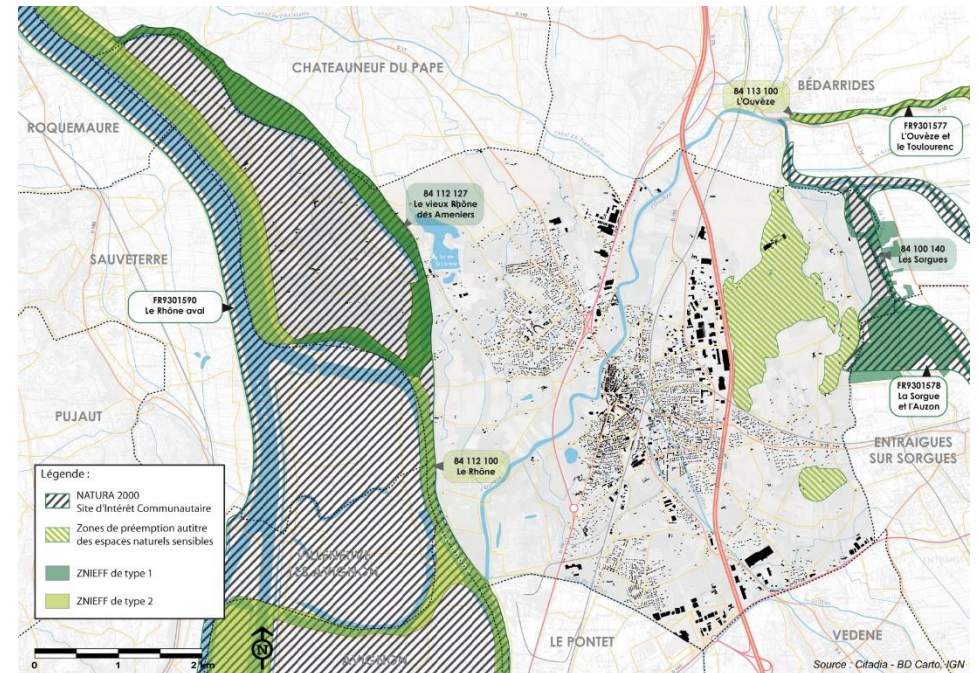 CHATEAUNEUF DU PAPE
ROQUEMAURE
84 113 100
L'Ouvèze
BÉDARRIDES
FR9301577
L'Ouvèze et
le Toulourenc
84 112 127
Le vieux Rhône
dés Ameniers
SAUVETERRE
84 100 140
Les Sorgues
FR9301590
Le Rhône aval
FR9301578
La Sorgue
et l'Auzon
PUJAUT
84 112 100
Le Rhône
ENTRAIGUES
SUR SORGUES
Légende :
NATURA 2000
Site d'Intérêt Communautaire
Zones de préemption autitre
des espaces naturels sensibles
ZNIEFF de type 1
ZNIEFF de type 2
LE PONTET
VEDENE
AVIGNON
0 1 2 km
N
Source : Citadia - BD Carto, IGN